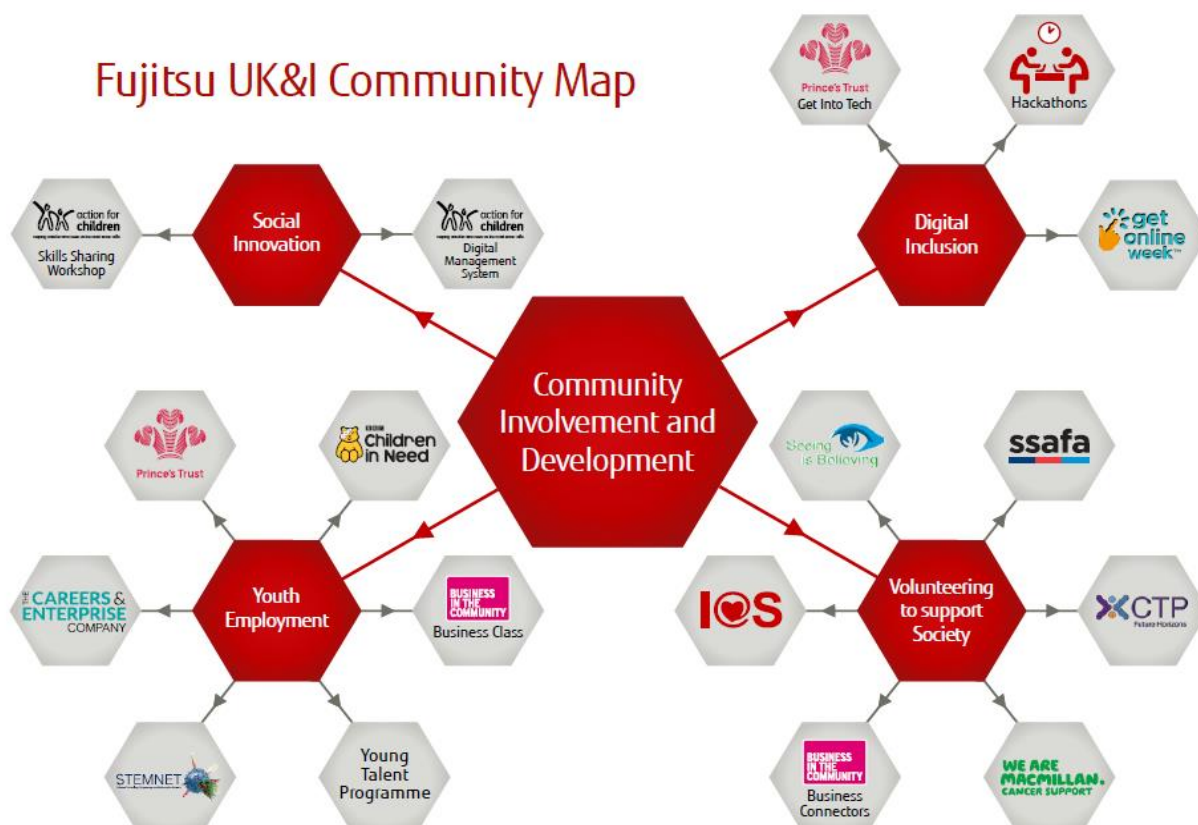 Fujitsu UK&I Community Map
Prince's Trust
Get Into Tech
Hackathons
action for
children
Skills Sharing
Workshop
Social
Innovation
action for
children
Digital
Management
System
Digital
Inclusion
get
online
week™
Community
Involvement and
Development
Prince's Trust
BBC
Children
in Need
Seeing
is Believing
ssafa
THE
CAREERS &
ENTERPRISE
COMPANY
Youth
Employment
BUSINESS
IN THE
COMMUNITY
Business Class
I@S
Volunteering
to support
Society
CTP
Future Horizons
STEMNET
Young
Talent
Programme
BUSINESS
IN THE
COMMUNITY
Business
Connectors
WE ARE
MACMILLAN.
CANCER SUPPORT